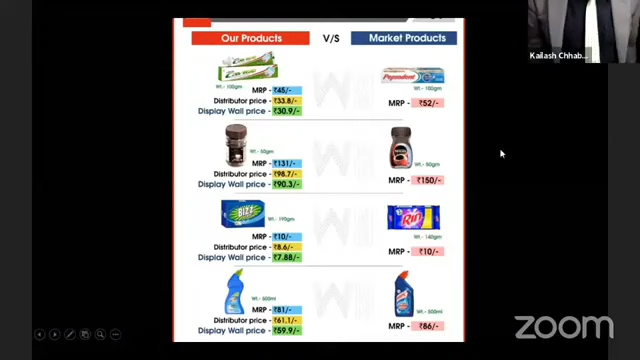 Our Products V/S Market Products
Wt. - 100gm
MRP - ₹45/-
Distributor price - ₹33.8/-
Display Wall price - ₹30.9/-
Pepsodent
Wt. - 100gm
MRP - ₹52/-
Wt. - 50gm
MRP - ₹131/-
Distributor price - ₹98.7/-
Display Wall price - ₹90.3/-
Wt. - 50gm
MRP - ₹150/-
BIZZ
Wt. - 190gm
MRP - ₹10/-
Distributor price - ₹8.6/-
Display Wall price - ₹7.88/-
Rin
Wt. - 140gm
MRP - ₹10/-
Wt. - 500ml
MRP - ₹81/-
Distributor price - ₹61.1/-
Display Wall price - ₹59.9/-
Wt. - 500ml
MRP - ₹86/-
Kailash Chhab...
zoom